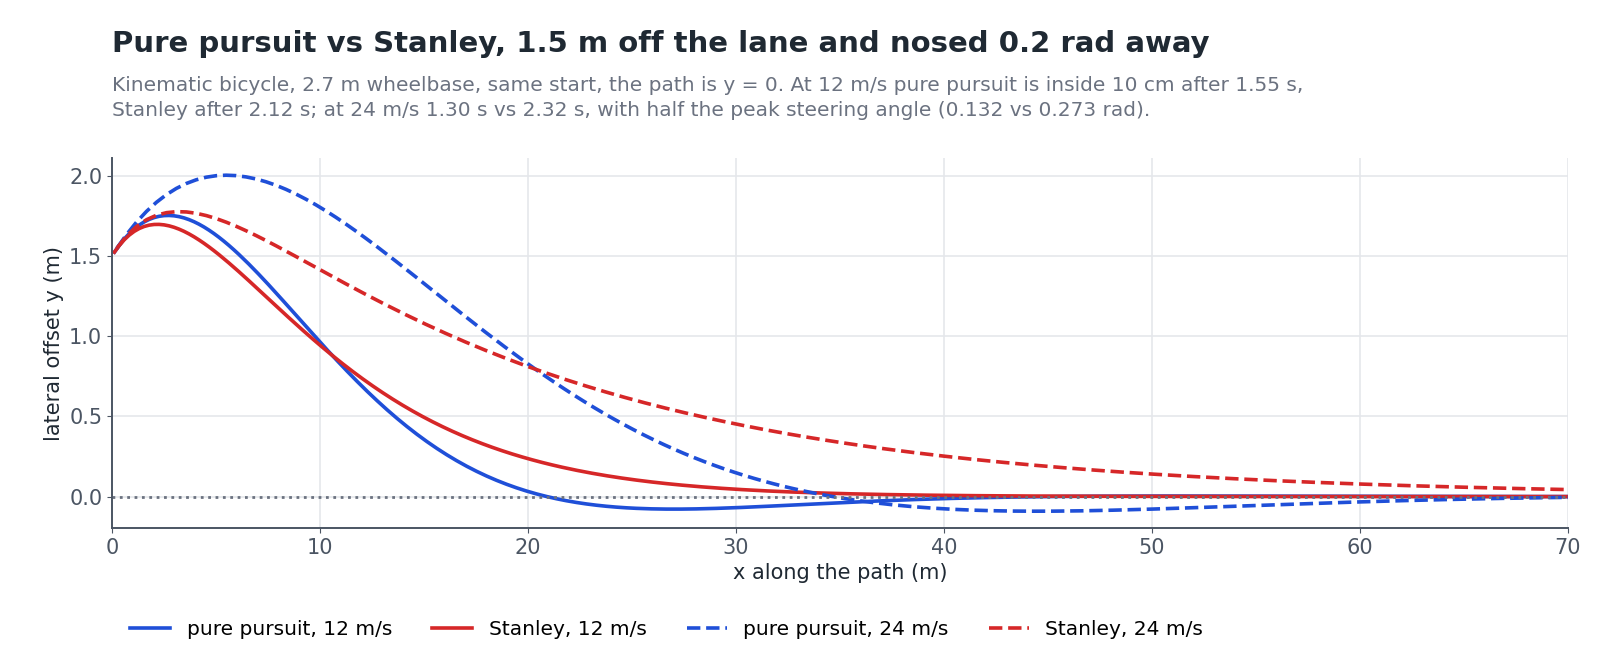 Pure pursuit vs Stanley, 1.5 m off the lane and nosed 0.2 rad away
Kinematic bicycle, 2.7 m wheelbase, same start, the path is y = 0. At 12 m/s pure pursuit is inside 10 cm after 1.55 s,
Stanley after 2.12 s; at 24 m/s 1.30 s vs 2.32 s, with half the peak steering angle (0.132 vs 0.273 rad).
lateral offset y (m)
2.0
1.5
1.0
0.5
0.0
0 10 20 30 40 50 60 70
x along the path (m)
pure pursuit, 12 m/s Stanley, 12 m/s pure pursuit, 24 m/s Stanley, 24 m/s